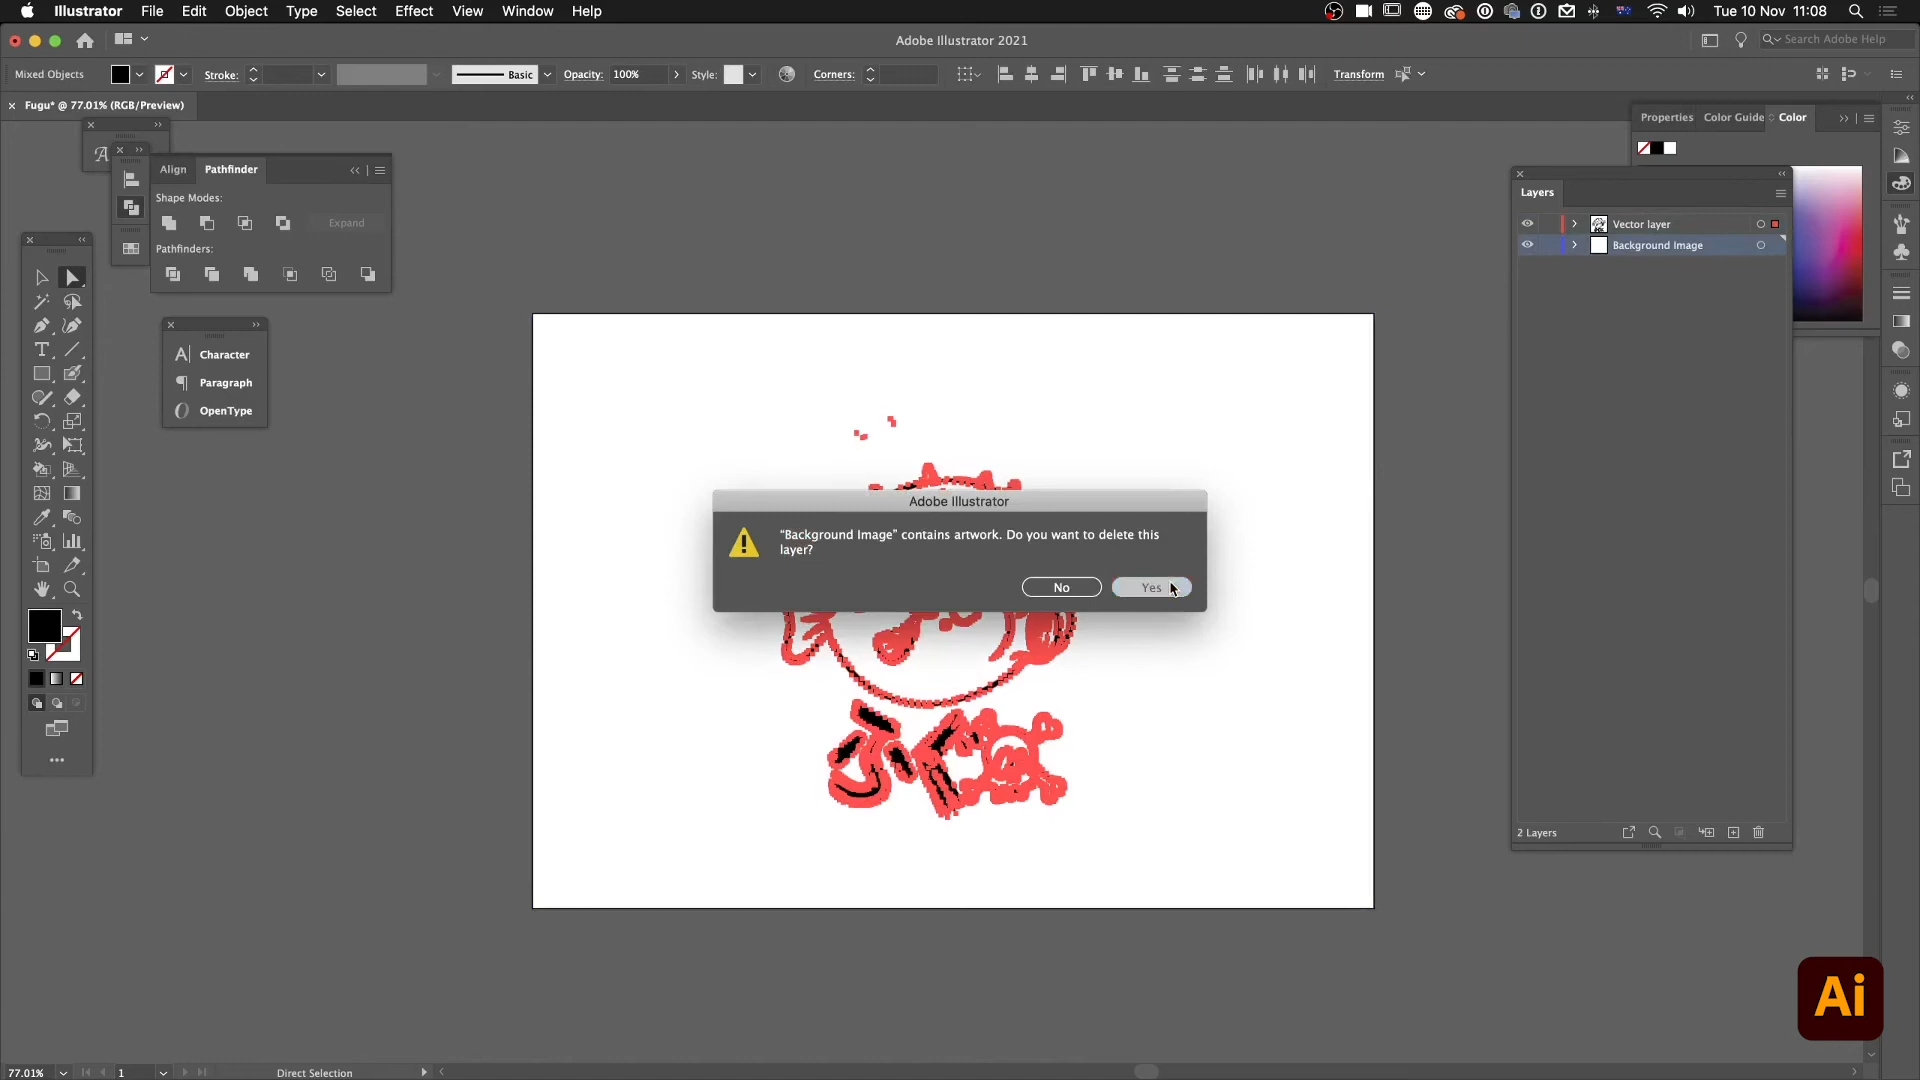 Illustrator File Edit Object Type Select Effect View Window Help
Tue 10 Nov 11:08
Adobe Illustrator 2021
Search Adobe Help
Mixed Objects
Stroke:
Basic
Opacity: 100%
Style:
Corners:
Transform
Fugu* @ 77.01% (RGB/Preview)
Properties Color Guide Color
Align Pathfinder
Shape Modes:
Expand
Pathfinders:
Layers
Vector layer
Background Image
Character
Paragraph
OpenType
Adobe Illustrator
“Background Image” contains artwork. Do you want to delete this
layer?
No Yes
2 Layers
Ai
77.01% 1 Direct Selection